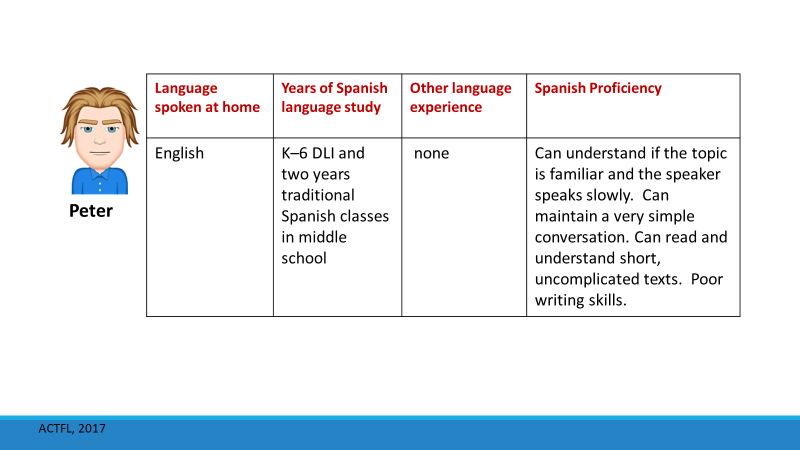 Language
spoken at home
Years of Spanish
language study
Other language
experience
Spanish Proficiency
English
K–6 DLI and
two years
traditional
Spanish classes
in middle
school
none
Can understand if the topic
is familiar and the speaker
speaks slowly.  Can
maintain a very simple
conversation. Can read and
understand short,
uncomplicated texts.  Poor
writing skills.
Peter
ACTFL, 2017